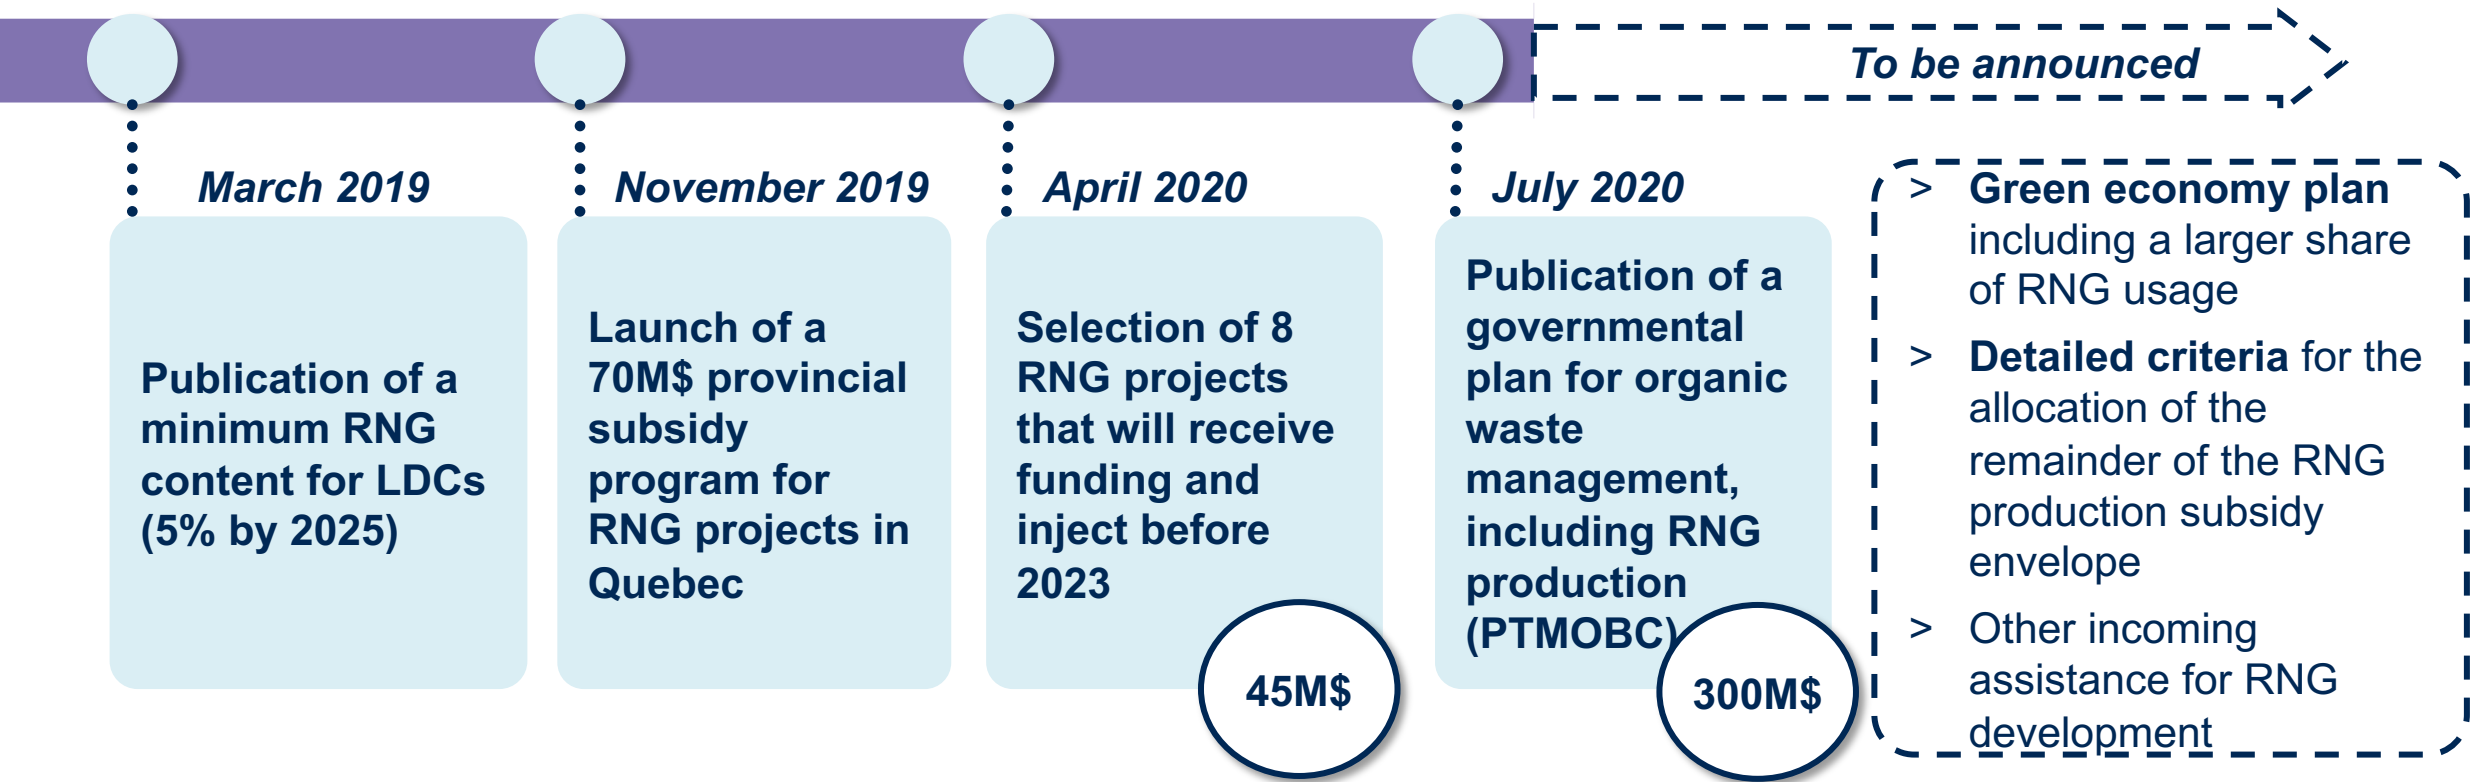 To be announced
March 2019
Publication of a
minimum RNG
content for LDCs
(5% by 2025)
November 2019
Launch of a
70M$ provincial
subsidy
program for
RNG projects in
Quebec
April 2020
Selection of 8
RNG projects
that will receive
funding and
inject before
2023
45M$
July 2020
Publication of a
governmental
plan for organic
waste
management,
including RNG
production
(PTMOBC)
300M$
> Green economy plan
including a larger share
of RNG usage
> Detailed criteria for the
allocation of the
remainder of the RNG
production subsidy
envelope
> Other incoming
assistance for RNG
development